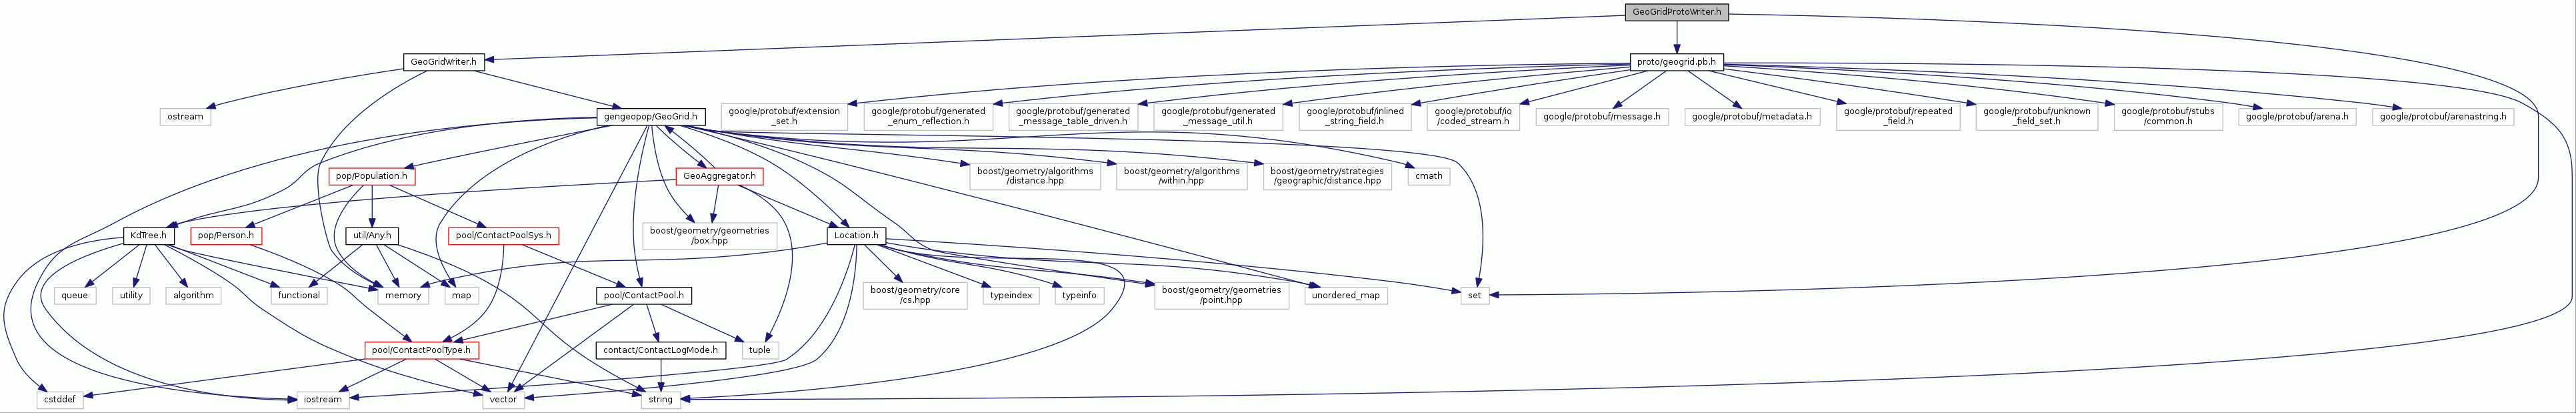 GeoGridProtoWriter.h
GeoGridWriter.h
proto/geogrid.pb.h
ostream
gengeopop/GeoGrid.h
google/protobuf/extension
_set.h
google/protobuf/generated
_enum_reflection.h
google/protobuf/generated
_message_table_driven.h
google/protobuf/generated
_message_util.h
google/protobuf/inlined
_string_field.h
google/protobuf/io
/coded_stream.h
google/protobuf/message.h
google/protobuf/metadata.h
google/protobuf/repeated
_field.h
google/protobuf/unknown
_field_set.h
google/protobuf/stubs
/common.h
google/protobuf/arena.h
google/protobuf/arenastring.h
pop/Population.h
GeoAggregator.h
boost/geometry/algorithms
/distance.hpp
boost/geometry/algorithms
/within.hpp
boost/geometry/strategies
/geographic/distance.hpp
cmath
KdTree.h
pop/Person.h
util/Any.h
pool/ContactPoolSys.h
boost/geometry/geometries
/box.hpp
Location.h
queue
utility
algorithm
functional
memory
map
pool/ContactPool.h
boost/geometry/core
/cs.hpp
typeindex
typeinfo
boost/geometry/geometries
/point.hpp
unordered_map
set
pool/ContactPoolType.h
contact/ContactLogMode.h
tuple
cstddef
iostream
vector
string